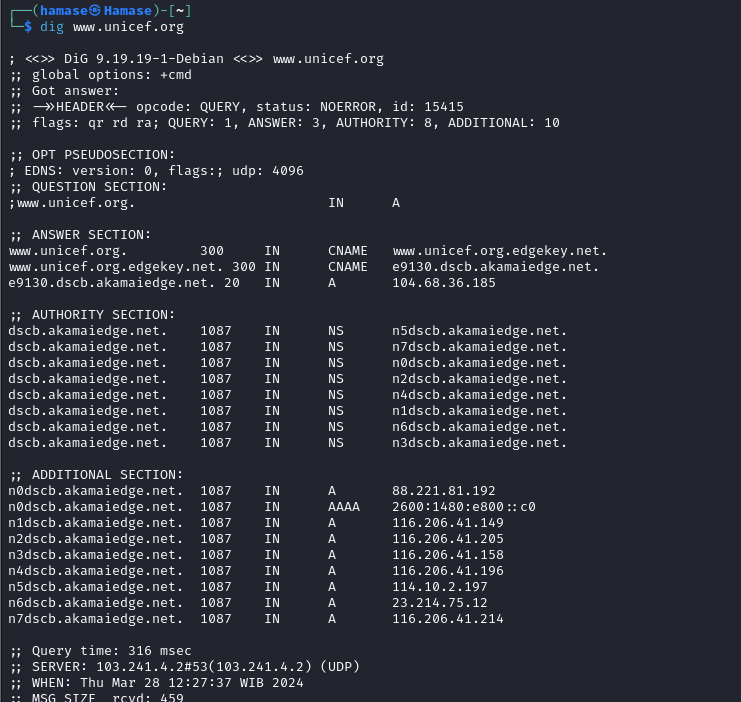 ┌──(hamase㉿Hamase)-[~]
└─$ dig www.unicef.org
; <<>> DiG 9.19.19-1-Debian <<>> www.unicef.org
;; global options: +cmd
;; Got answer:
;; ->>HEADER<<- opcode: QUERY, status: NOERROR, id: 15415
;; flags: qr rd ra; QUERY: 1, ANSWER: 3, AUTHORITY: 8, ADDITIONAL: 10
;; OPT PSEUDOSECTION:
; EDNS: version: 0, flags:; udp: 4096
;; QUESTION SECTION:
;www.unicef.org. IN A
;; ANSWER SECTION:
www.unicef.org. 300 IN CNAME www.unicef.org.edgekey.net.
www.unicef.org.edgekey.net. 300 IN CNAME e9130.dscb.akamaiedge.net.
e9130.dscb.akamaiedge.net. 20 IN A 104.68.36.185
;; AUTHORITY SECTION:
dscb.akamaiedge.net. 1087 IN NS n5dscb.akamaiedge.net.
dscb.akamaiedge.net. 1087 IN NS n7dscb.akamaiedge.net.
dscb.akamaiedge.net. 1087 IN NS n0dscb.akamaiedge.net.
dscb.akamaiedge.net. 1087 IN NS n2dscb.akamaiedge.net.
dscb.akamaiedge.net. 1087 IN NS n4dscb.akamaiedge.net.
dscb.akamaiedge.net. 1087 IN NS n1dscb.akamaiedge.net.
dscb.akamaiedge.net. 1087 IN NS n6dscb.akamaiedge.net.
dscb.akamaiedge.net. 1087 IN NS n3dscb.akamaiedge.net.
;; ADDITIONAL SECTION:
n0dscb.akamaiedge.net. 1087 IN A 88.221.81.192
n0dscb.akamaiedge.net. 1087 IN AAAA 2600:1480:e800::c0
n1dscb.akamaiedge.net. 1087 IN A 116.206.41.149
n2dscb.akamaiedge.net. 1087 IN A 116.206.41.205
n3dscb.akamaiedge.net. 1087 IN A 116.206.41.158
n4dscb.akamaiedge.net. 1087 IN A 116.206.41.196
n5dscb.akamaiedge.net. 1087 IN A 114.10.2.197
n6dscb.akamaiedge.net. 1087 IN A 23.214.75.12
n7dscb.akamaiedge.net. 1087 IN A 116.206.41.214
;; Query time: 316 msec
;; SERVER: 103.241.4.2#53(103.241.4.2) (UDP)
;; WHEN: Thu Mar 28 12:27:37 WIB 2024
;; MSG SIZE rcvd: 459